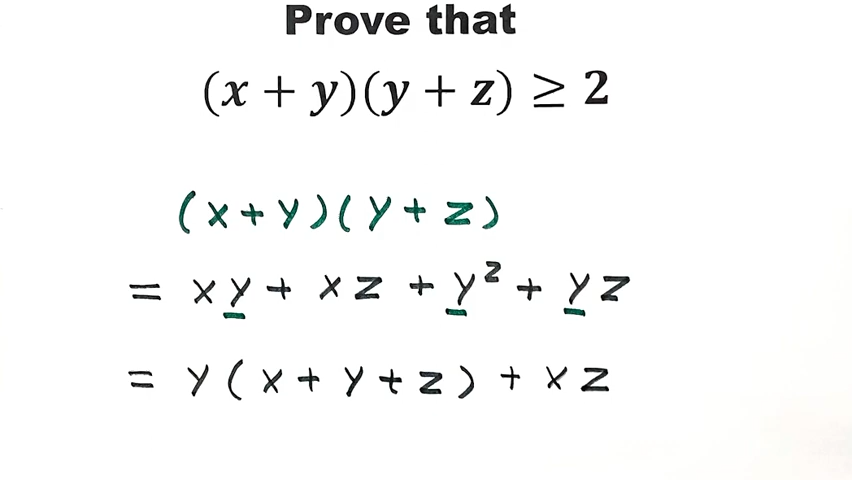 Prove that
(x + y)(y + z) ≥ 2
(x+y)(y+z)
= xy + xz + y² + yz
= y(x+y+z) + xz